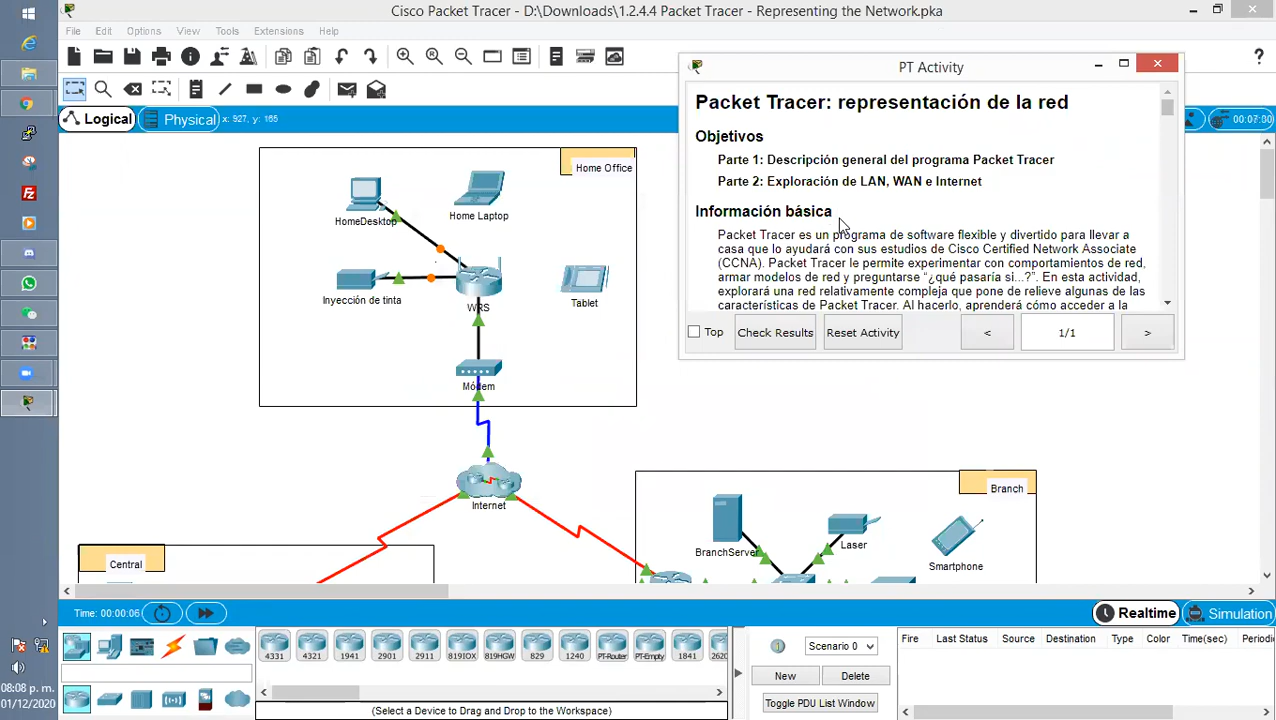 Cisco Packet Tracer - D:\Downloads\1.2.4.4 Packet Tracer - Representing the Network.pka
File Edit Options View Tools Extensions Help
?
Logical Physical x: 927, y: 165
PT Activity
00:07:00
Packet Tracer: representación de la red
Objetivos
Parte 1: Descripción general del programa Packet Tracer
Parte 2: Exploración de LAN, WAN e Internet
Información básica
Packet Tracer es un programa de software flexible y divertido para llevar a
casa que lo ayudará con sus estudios de Cisco Certified Network Associate
(CCNA). Packet Tracer le permite experimentar con comportamientos de red,
armar modelos de red y preguntarse “¿qué pasaría si...?”. En esta actividad,
explorará una red relativamente compleja que pone de relieve algunas de las
características de Packet Tracer. Al hacerlo, aprenderá cómo acceder a la
Top Check Results Reset Activity < 1/1 >
Home Office
HomeDesktop
Home Laptop
Inyección de tinta
WRS
Tablet
Módem
Internet
Central
Branch
BranchServer
Laser
Smartphone
Time: 00:00:06
Realtime Simulation
4331 4321 1941 2901 2911 819IOX 819HGW 829 1240 PT-Router PT-Empty 1841 2620
(Select a Device to Drag and Drop to the Workspace)
1 Scenario 0
New Delete
Toggle PDU List Window
Fire Last Status Source Destination Type Color Time(sec) Periodi
08:08 p. m.
01/12/2020